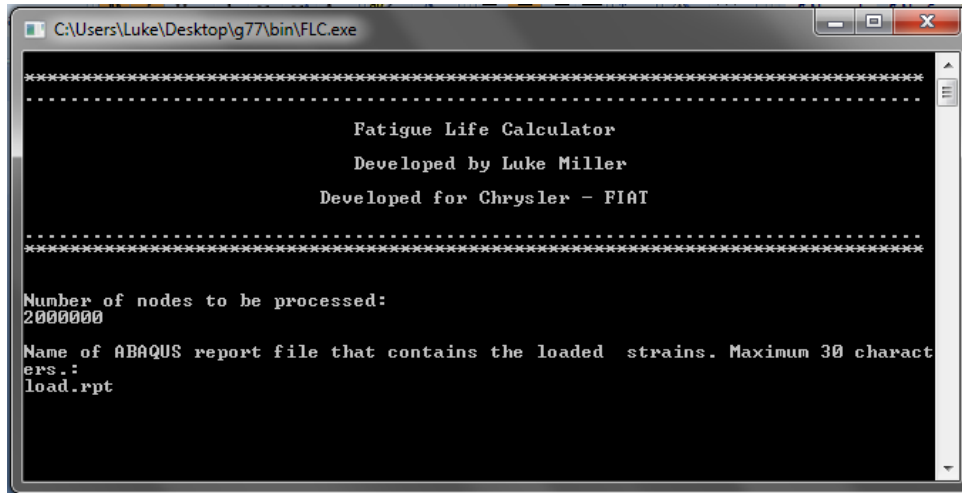 C:\Users\Luke\Desktop\g77\bin\FLC.exe
*******************************************************************************
...............................................................................
Fatigue Life Calculator
Developed by Luke Miller
Developed for Chrysler - FIAT
...............................................................................
*******************************************************************************
Number of nodes to be processed:
2000000
Name of ABAQUS report file that contains the loaded  strains. Maximum 30 charact
ers.:
load.rpt